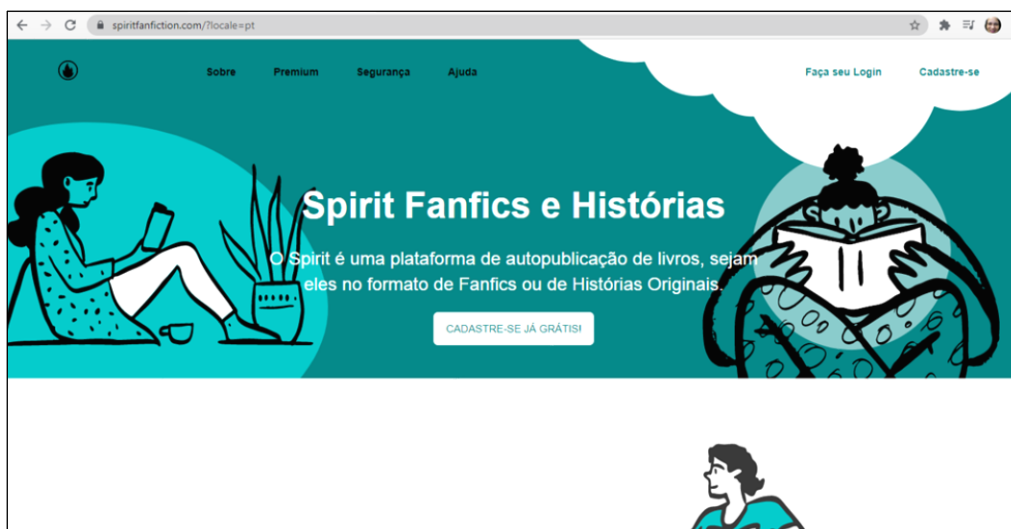 spiritfanfiction.com/?locale=pt
Sobre Premium Segurança Ajuda Faça seu Login Cadastre-se
Spirit Fanfics e Histórias
O Spirit é uma plataforma de autopublicação de livros, sejam
eles no formato de Fanfics ou de Histórias Originais.
CADASTRE-SE JÁ GRÁTIS!